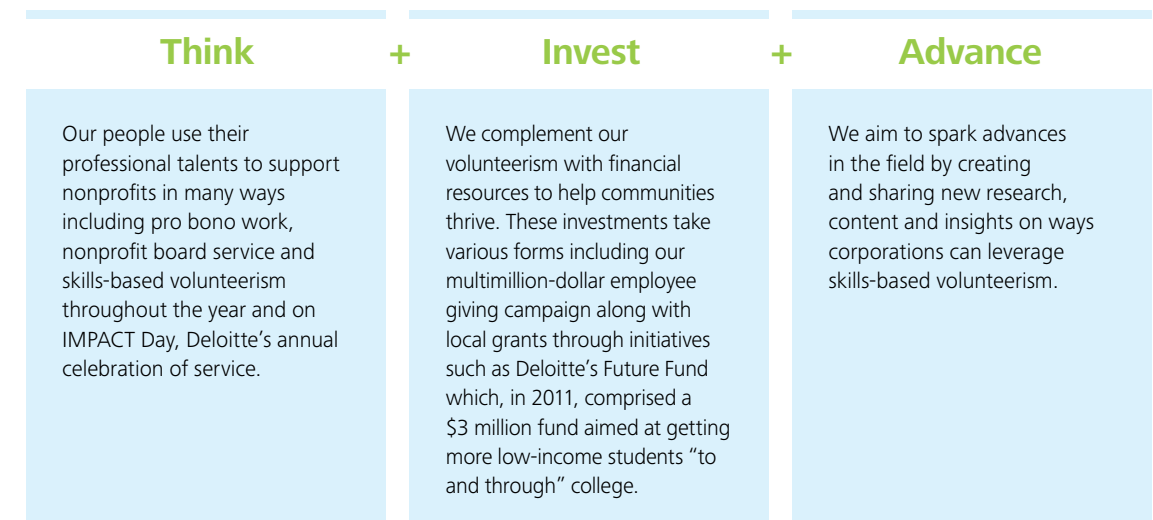 Think + Invest + Advance
Our people use their
professional talents to support
nonprofits in many ways
including pro bono work,
nonprofit board service and
skills-based volunteerism
throughout the year and on
IMPACT Day, Deloitte’s annual
celebration of service.
We complement our
volunteerism with financial
resources to help communities
thrive. These investments take
various forms including our
multimillion-dollar employee
giving campaign along with
local grants through initiatives
such as Deloitte’s Future Fund
which, in 2011, comprised a
$3 million fund aimed at getting
more low-income students “to
and through” college.
We aim to spark advances
in the field by creating
and sharing new research,
content and insights on ways
corporations can leverage
skills-based volunteerism.